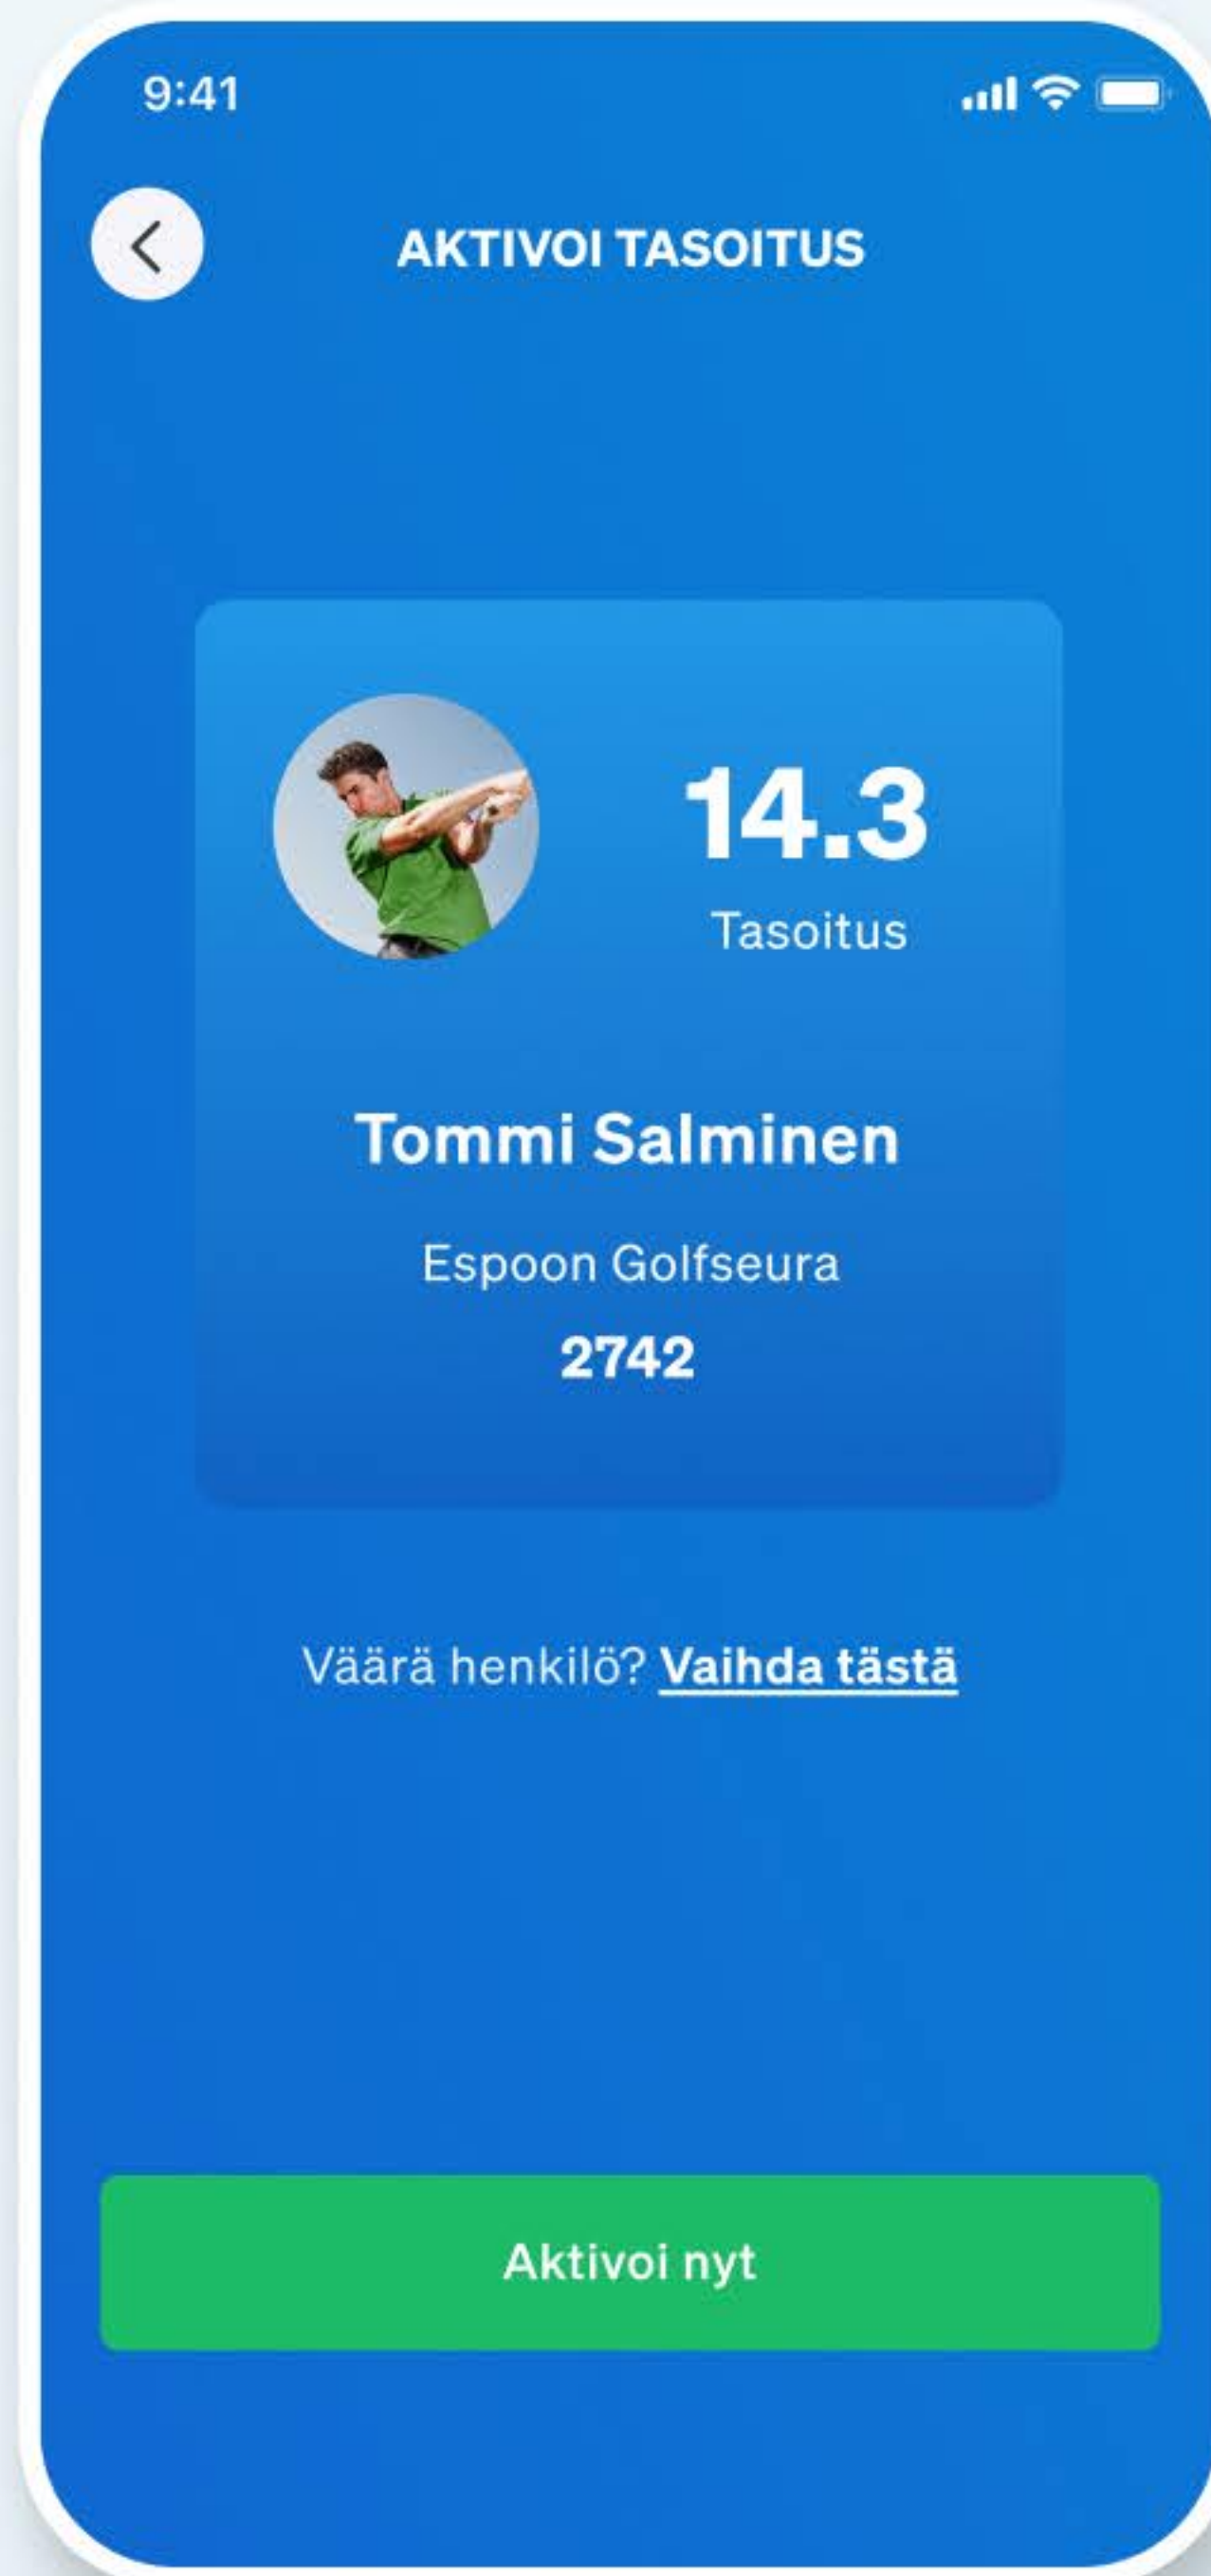 9:41
AKTIVOI TASOITUS
14.3
Tasoitus
Tommi Salminen
Espoon Golfseura
2742
Väärä henkilö? Vaihda tästä
Aktivoi nyt